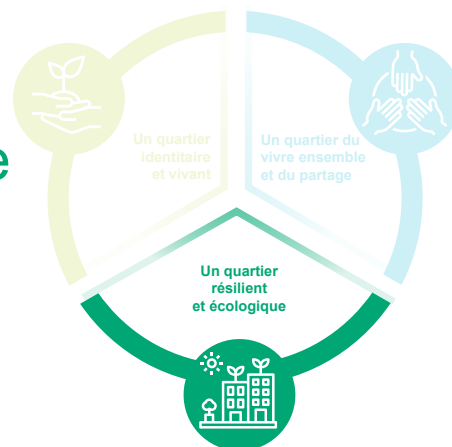 e
Un quartier
identitaire
et vivant
Un quartier du
vivre ensemble
et du partage
Un quartier
résilient
et écologique